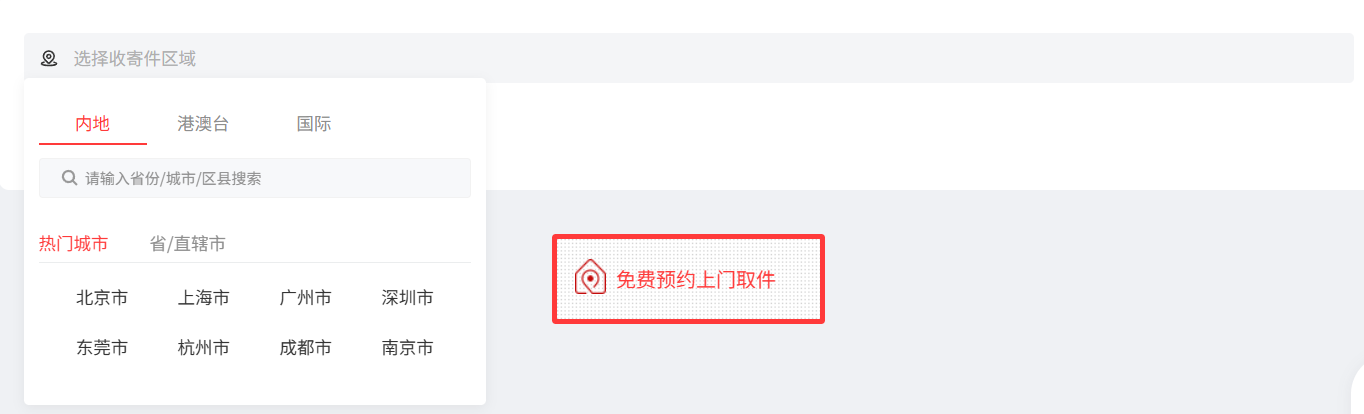 选择收寄件区域
内地 港澳台 国际
请输入省份/城市/区县搜索
热门城市 省/直辖市
北京市 上海市 广州市 深圳市
东莞市 杭州市 成都市 南京市
免费预约上门取件